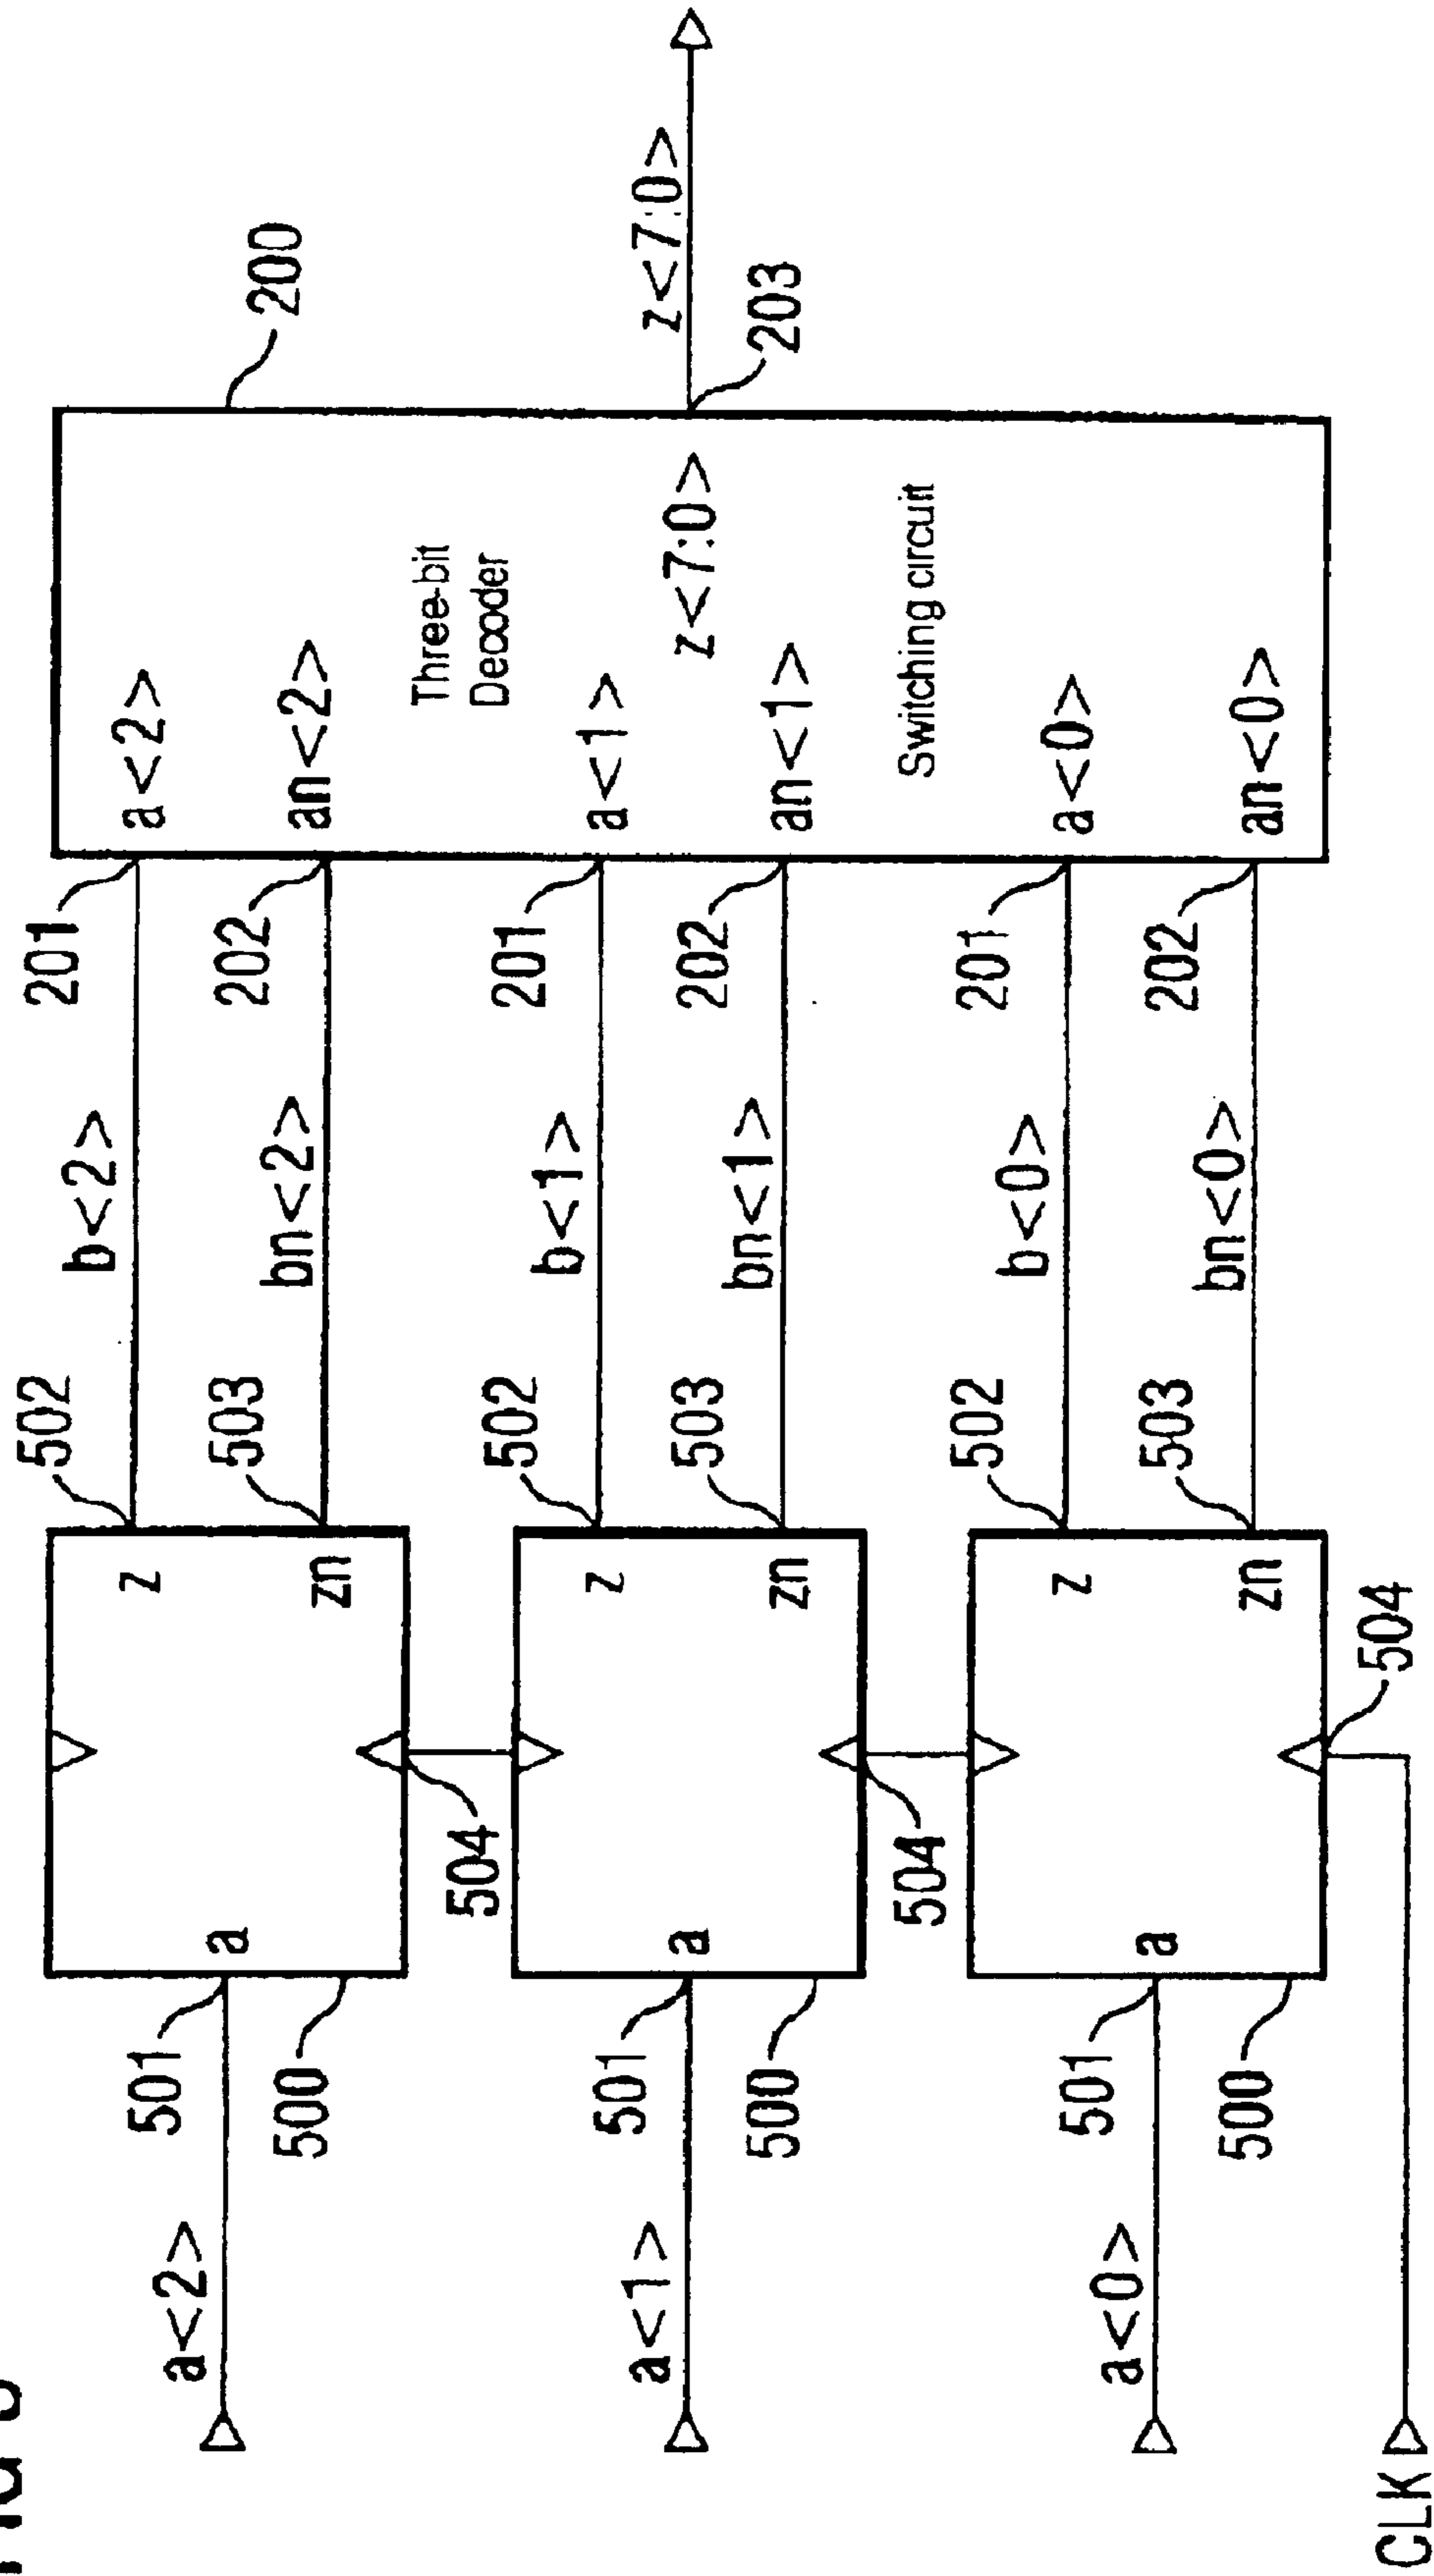 502
201
a<2>
501
500
a
z
zn
b<2>
503
bn<2>
202
a<2>
an<2>
200
504
Three-bit
Decoder
a<1>
501
500
a
z
zn
502
b<1>
503
bn<1>
201
202
a<1>
an<1>
z<7:0>
z<7:0>
203
504
Switching circuit
a<0>
501
500
a
z
zn
502
b<0>
503
bn<0>
201
202
a<0>
an<0>
504
CLK